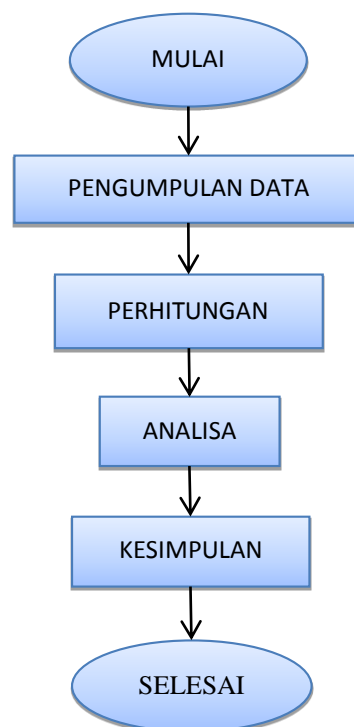 MULAI
PENGUMPULAN DATA
PERHITUNGAN
ANALISA
KESIMPULAN
SELESAI